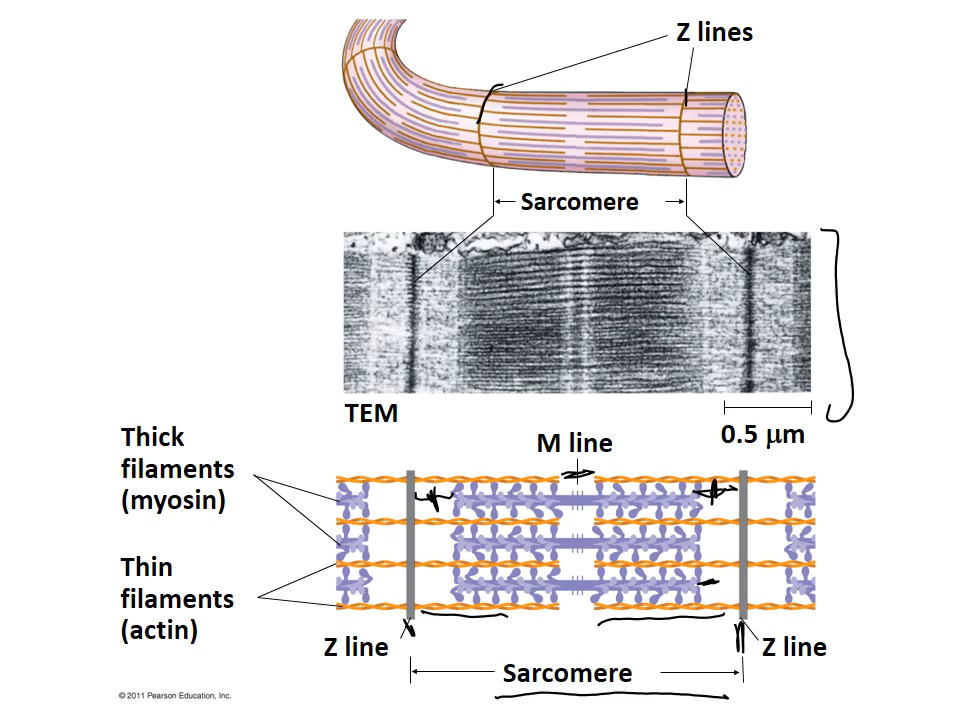 Z lines
Sarcomere
TEM
0.5 μm
M line
Thick
filaments
(myosin)
Thin
filaments
(actin)
Z line
Z line
Sarcomere
© 2011 Pearson Education, Inc.